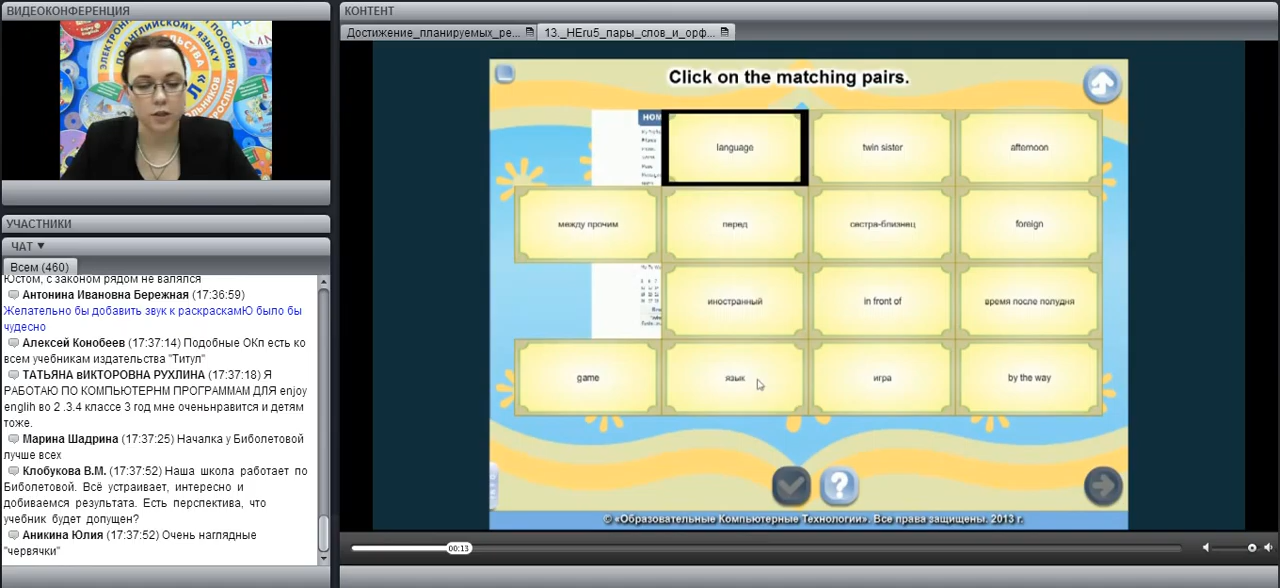 ВИДЕОКОНФЕРЕНЦИЯ
УЧАСТНИКИ
ЧАТ ▼
Всем (460)
Юстом, с законом рядом не валялся
Антонина Ивановна Бережная (17:36:59)
Желательно бы добавить звук к раскраскамЮ было бы
чудесно
Алексей Конобеев (17:37:14) Подобные ОКп есть ко
всем учебникам издательства "Титул"
ТАТЬЯНА вИКТОРОВНА РУХЛИНА (17:37:18) Я
РАБОТАЮ ПО КОМПЬЮТЕРНМ ПРОГРАММАМ ДЛЯ enjoy
englih во 2 .3.4 классе 3 год мне оченьнравится и детям
тоже.
Марина Шадрина (17:37:25) Началка у Биболетовой
лучше всех
Клобукова В.М. (17:37:52) Наша школа работает по
Биболетовой. Всё устраивает, интересно и
добиваемся результата. Есть перспектива, что
учебник будет допущен?
Аникина Юлия (17:37:52) Очень наглядные
"червячки"
КОНТЕНТ
Достижение_планируемых_ре...
13._HEru5_пары_слов_и_орф...
Click on the matching pairs.
HOM
language
twin sister
afternoon
между прочим
перед
сестра-близнец
foreign
иностранный
in front of
время после полудня
game
язык
игра
by the way
?
© «Образовательные Компьютерные Технологии». Все права защищены. 2013 г.
00:13